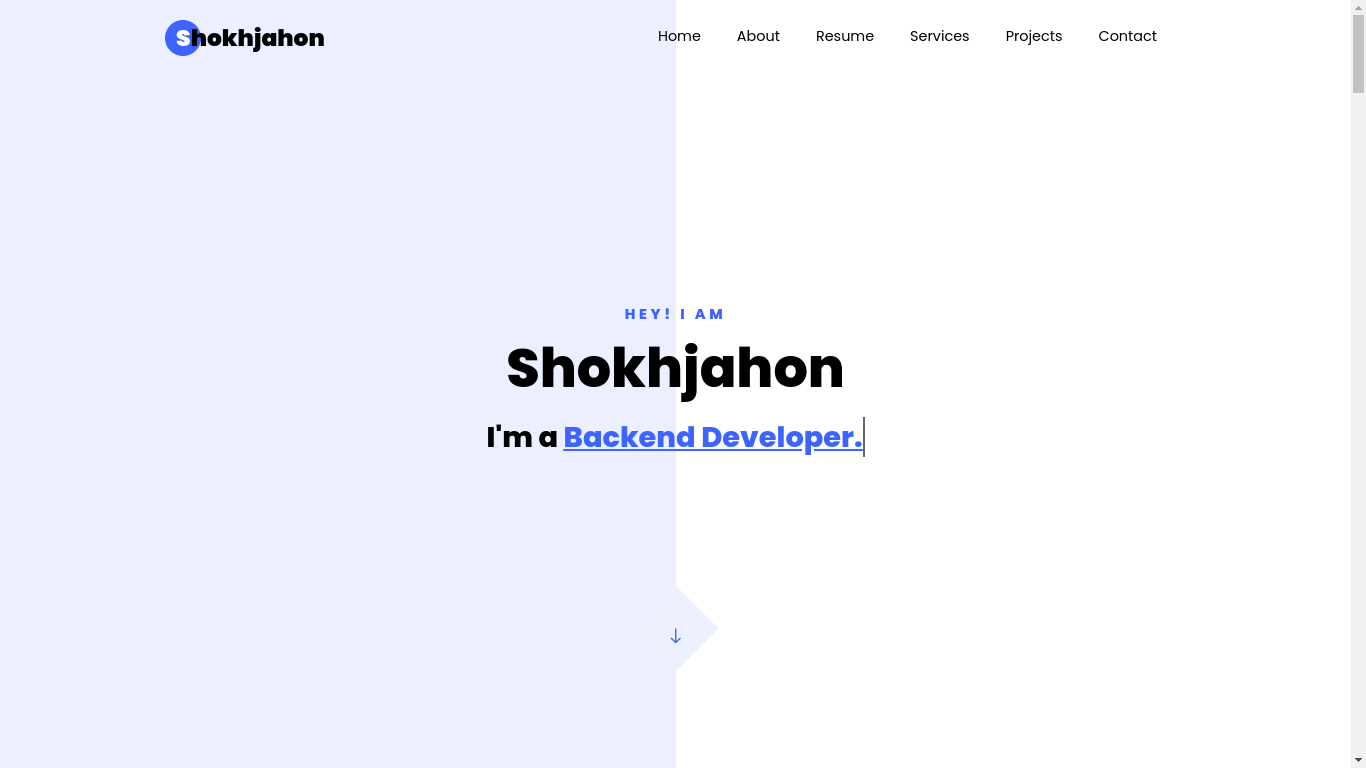 Shokhjahon
Home About Resume Services Projects Contact
HEY! I AM
Shokhjahon
I'm a Backend Developer.